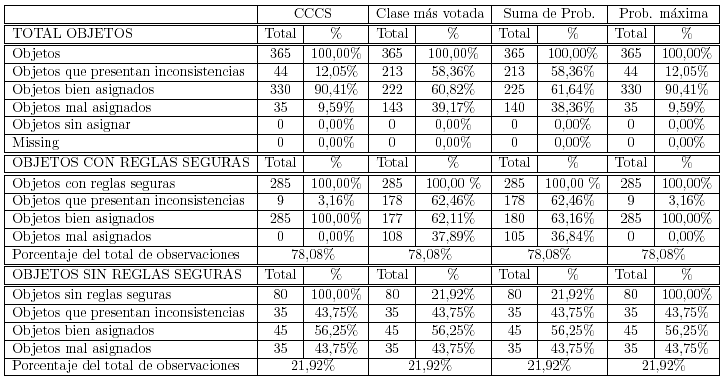 CCCS Clase más votada Suma de Prob. Prob. máxima
TOTAL OBJETOS Total % Total % Total % Total %
Objetos 365 100,00% 365 100,00% 365 100,00% 365 100,00%
Objetos que presentan inconsistencias 44 12,05% 213 58,36% 213 58,36% 44 12,05%
Objetos bien asignados 330 90,41% 222 60,82% 225 61,64% 330 90,41%
Objetos mal asignados 35 9,59% 143 39,17% 140 38,36% 35 9,59%
Objetos sin asignar 0 0,00% 0 0,00% 0 0,00% 0 0,00%
Missing 0 0,00% 0 0,00% 0 0,00% 0 0,00%
OBJETOS CON REGLAS SEGURAS Total % Total % Total % Total %
Objetos con reglas seguras 285 100,00% 285 100,00 % 285 100,00 % 285 100,00%
Objetos que presentan inconsistencias 9 3,16% 178 62,46% 178 62,46% 9 3,16%
Objetos bien asignados 285 100,00% 177 62,11% 180 63,16% 285 100,00%
Objetos mal asignados 0 0,00% 108 37,89% 105 36,84% 0 0,00%
Porcentaje del total de observaciones 78,08% 78,08% 78,08% 78,08%
OBJETOS SIN REGLAS SEGURAS Total % Total % Total % Total %
Objetos sin reglas seguras 80 100,00% 80 21,92% 80 21,92% 80 100,00%
Objetos que presentan inconsistencias 35 43,75% 35 43,75% 35 43,75% 35 43,75%
Objetos bien asignados 45 56,25% 45 56,25% 45 56,25% 45 56,25%
Objetos mal asignados 35 43,75% 35 43,75% 35 43,75% 35 43,75%
Porcentaje del total de observaciones 21,92% 21,92% 21,92% 21,92%